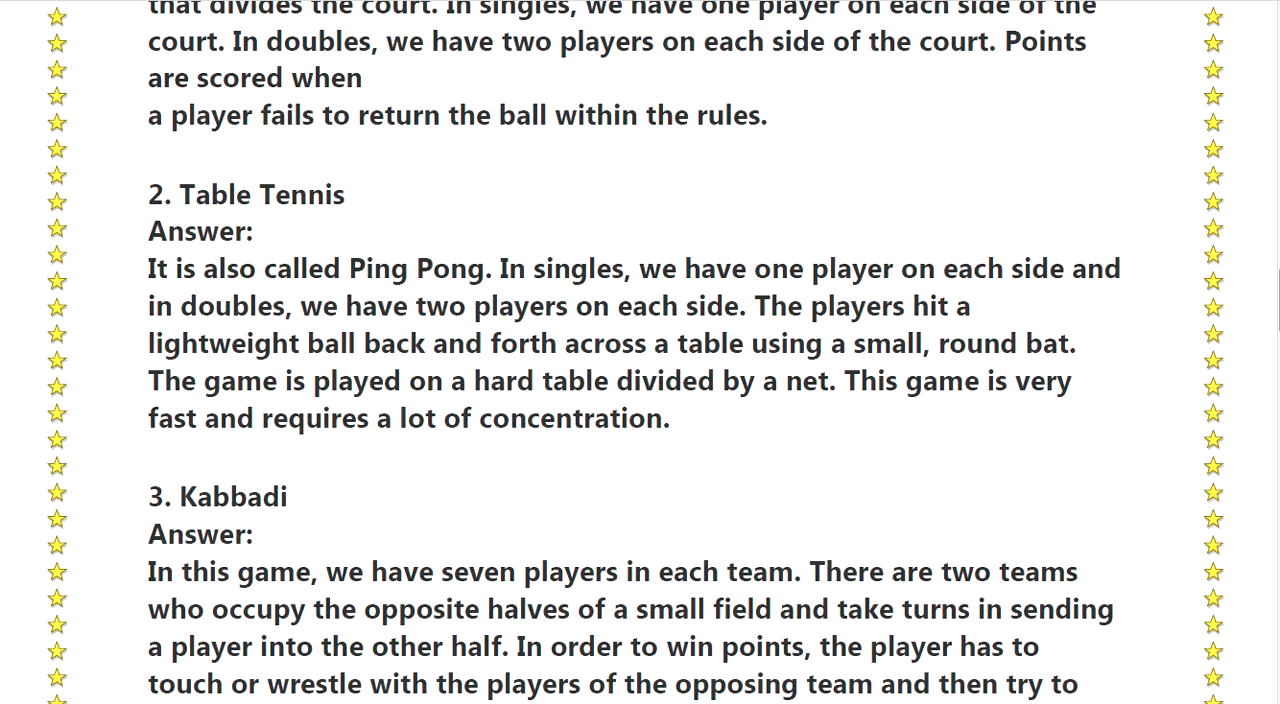 that divides the court. In singles, we have one player on each side of the
court. In doubles, we have two players on each side of the court. Points
are scored when
a player fails to return the ball within the rules.
2. Table Tennis
Answer:
It is also called Ping Pong. In singles, we have one player on each side and
in doubles, we have two players on each side. The players hit a
lightweight ball back and forth across a table using a small, round bat.
The game is played on a hard table divided by a net. This game is very
fast and requires a lot of concentration.
3. Kabbadi
Answer:
In this game, we have seven players in each team. There are two teams
who occupy the opposite halves of a small field and take turns in sending
a player into the other half. In order to win points, the player has to
touch or wrestle with the players of the opposing team and then try to